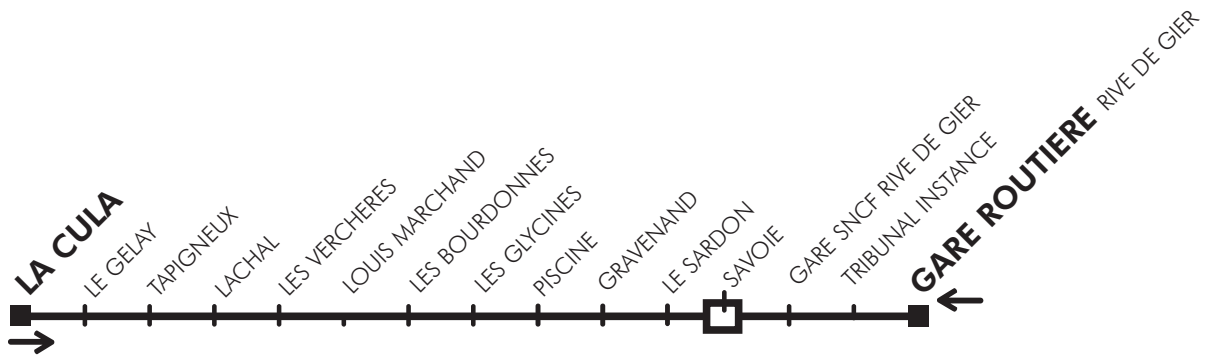 LA CULA
LE GELAY
TAPIGNEUX
LACHAL
LES VERCHERES
LOUIS MARCHAND
LES BOURDONNES
LES GLYCINES
PISCINE
GRAVENAND
LE SARDON
SAVOIE
GARE SNCF RIVE DE GIER
TRIBUNAL INSTANCE
GARE ROUTIERE RIVE DE GIER